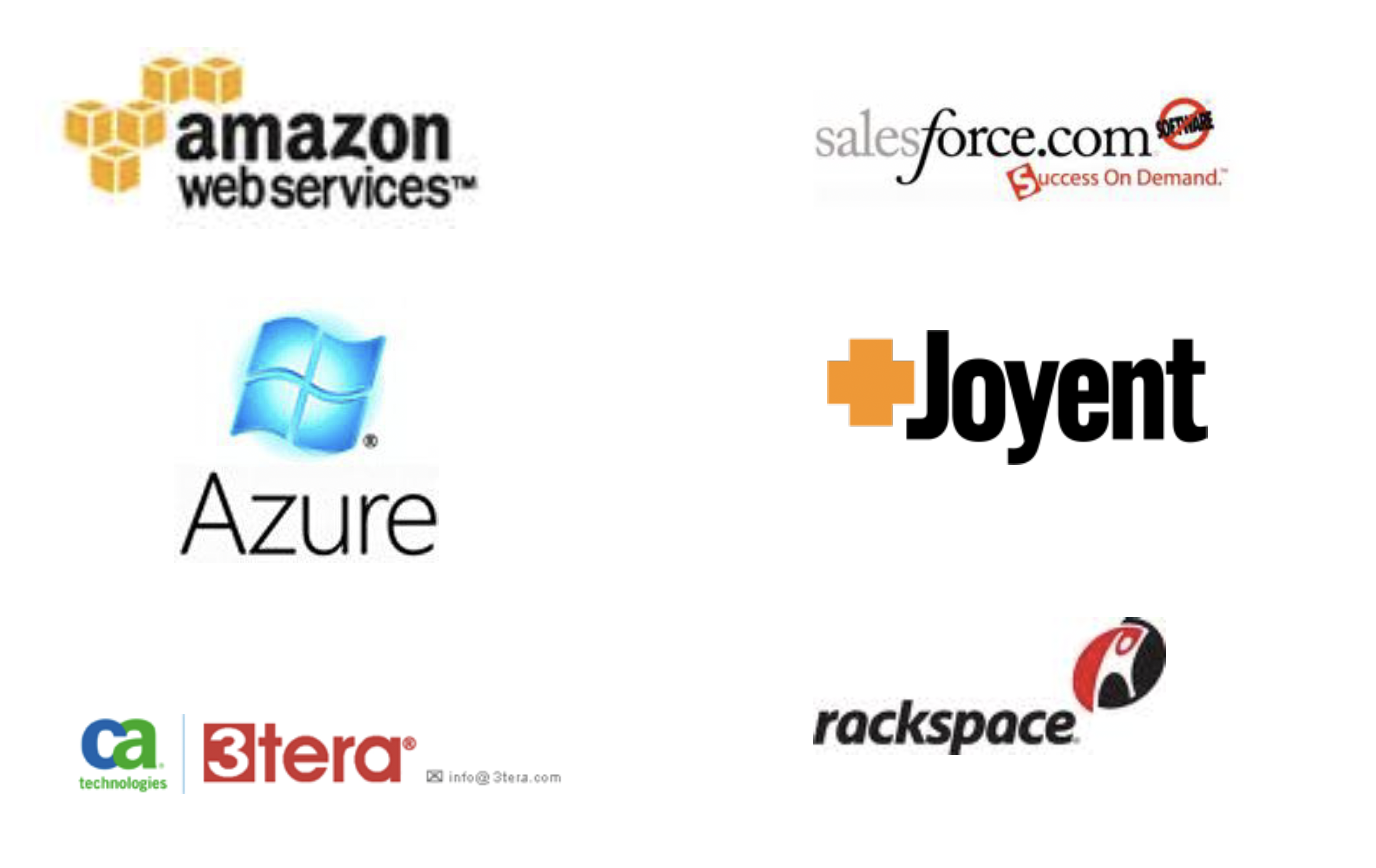 amazon
web services™
salesforce.com
SOFTWARE
Success On Demand.™
®
Azure
Joyent
rackspace®
ca
technologies
3tera®
info@3tera.com